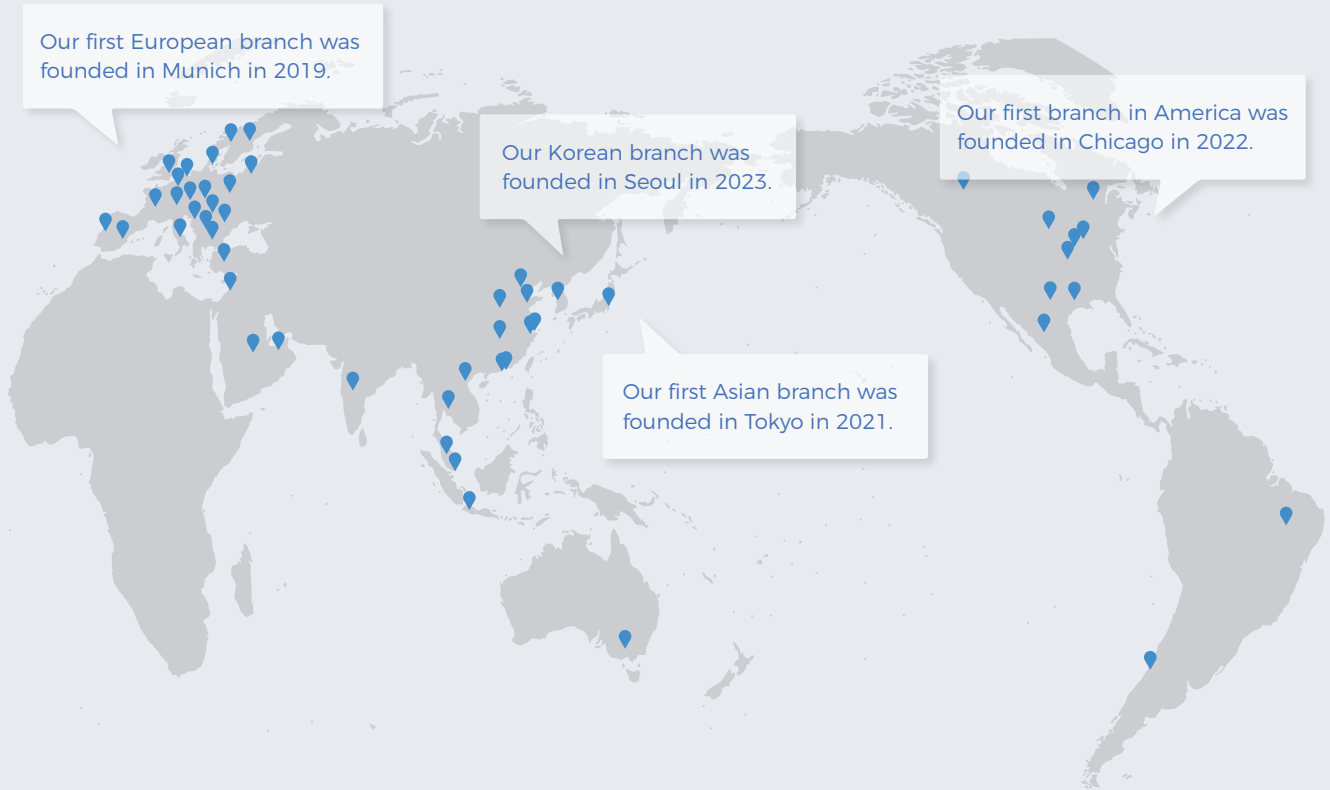 Our first European branch was
founded in Munich in 2019.
Our Korean branch was
founded in Seoul in 2023.
Our first branch in America was
founded in Chicago in 2022.
Our first Asian branch was
founded in Tokyo in 2021.